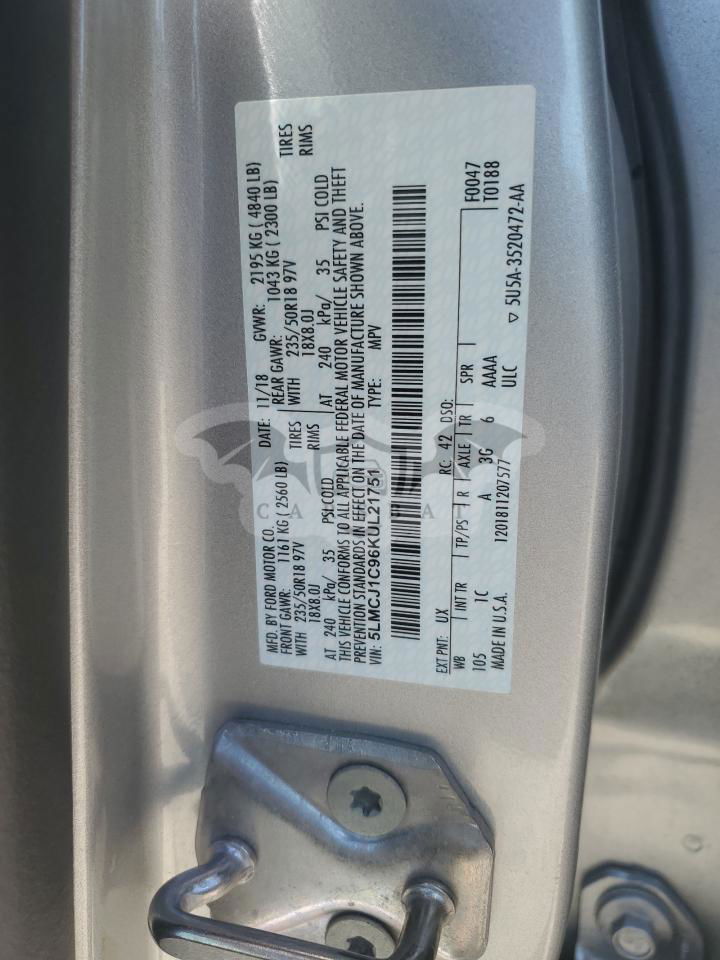 MFD. BY FORD MOTOR CO. DATE: 11/18 GVWR: 2195 KG ( 4840 LB)
FRONT GAWR: 1161 KG ( 2560 LB) REAR GAWR: 1043 KG ( 2300 LB)
WITH 235/50R18 97V TIRES WITH 235/50R18 97V TIRES
18X8.0J RIMS 18X8.0J RIMS
AT 240 kPa/ 35 PSI COLD AT 240 kPa/ 35 PSI COLD
THIS VEHICLE CONFORMS TO ALL APPLICABLE FEDERAL MOTOR VEHICLE SAFETY AND THEFT
PREVENTION STANDARDS IN EFFECT ON THE DATE OF MANUFACTURE SHOWN ABOVE.
VIN: 5LMCJ1C96KUL21751 TYPE: MPV
CARBAT
EXT PNT: UX RC: 42 DSO: F0047
WB INT TR TP/PS R AXLE TR SPR T0188
105 1C A 3G 6 AAAA
MADE IN U.S.A. 1201811207577 ULC ▽ 5U5A-3520472-AA